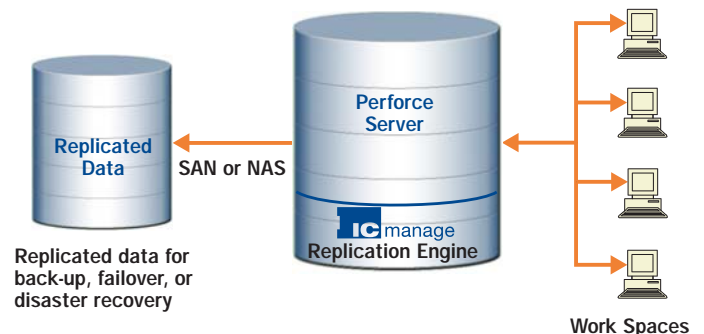 Replicated
Data
SAN or NAS
Perforce
Server
IC manage
Replication Engine
Replicated data for
back-up, failover, or
disaster recovery
Work Spaces